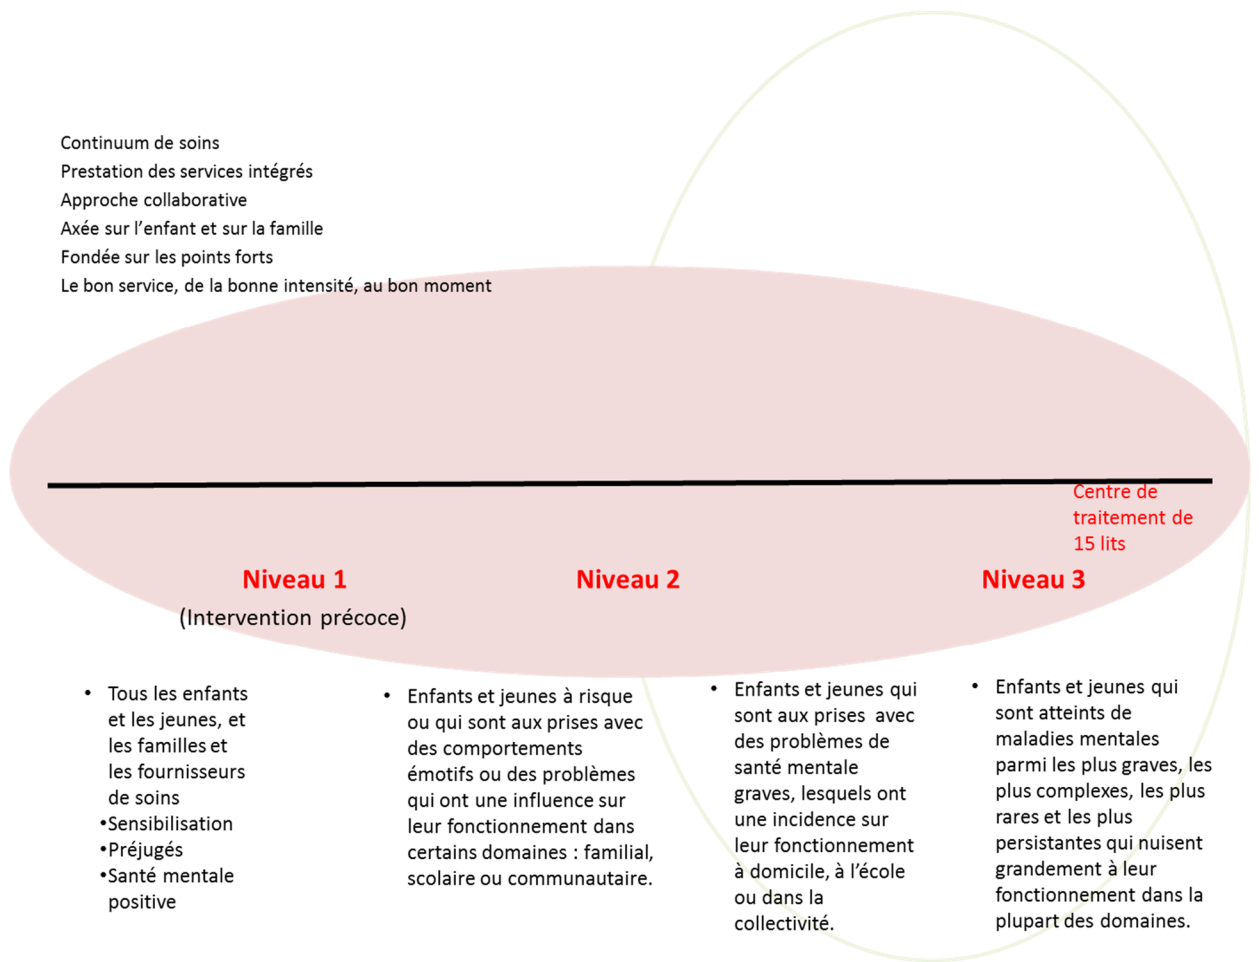 Continuum de soins
Prestation des services intégrés
Approche collaborative
Axée sur l’enfant et sur la famille
Fondée sur les points forts
Le bon service, de la bonne intensité, au bon moment
Centre de
traitement de
15 lits
Niveau 1
(Intervention précoce)
Niveau 2
Niveau 3
• Tous les enfants
et les jeunes, et
les familles et
les fournisseurs
de soins
•Sensibilisation
•Préjugés
•Santé mentale
positive
• Enfants et jeunes à risque
ou qui sont aux prises avec
des comportements
émotifs ou des problèmes
qui ont une influence sur
leur fonctionnement dans
certains domaines : familial,
scolaire ou communautaire.
• Enfants et jeunes qui
sont aux prises avec
des problèmes de
santé mentale
graves, lesquels ont
une incidence sur
leur fonctionnement
à domicile, à l’école
ou dans la
collectivité.
• Enfants et jeunes qui
sont atteints de
maladies mentales
parmi les plus graves, les
plus complexes, les plus
rares et les plus
persistantes qui nuisent
grandement à leur
fonctionnement dans la
plupart des domaines.